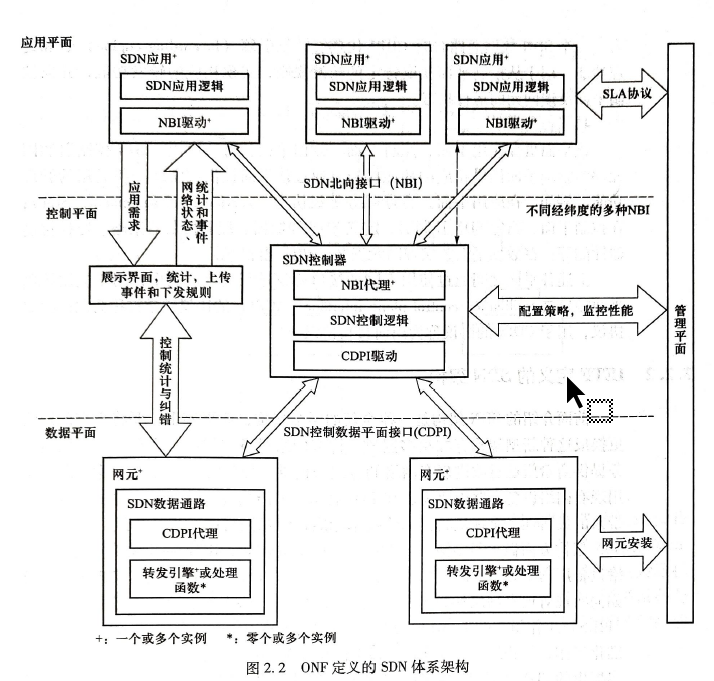 应用平面
SDN应用+
SDN应用逻辑
NBI驱动+
SDN应用+
SDN应用逻辑
NBI驱动+
SDN应用+
SDN应用逻辑
NBI驱动+
SLA协议
应用需求
网络状态、
统计和事件
SDN北向接口（NBI）
控制平面
不同经纬度的多种NBI
展示界面，统计，上传
事件和下发规则
SDN控制器
NBI代理+
SDN控制逻辑
CDPI驱动
配置策略，监控性能
管理平面
控制统计与纠错
数据平面
SDN控制数据平面接口(CDPI)
网元+
SDN数据通路
CDPI代理
转发引擎+或处理
函数*
网元+
SDN数据通路
CDPI代理
转发引擎+或处理
函数*
网元安装
+：一个或多个实例 *：零个或多个实例
图 2.2 ONF 定义的 SDN 体系架构